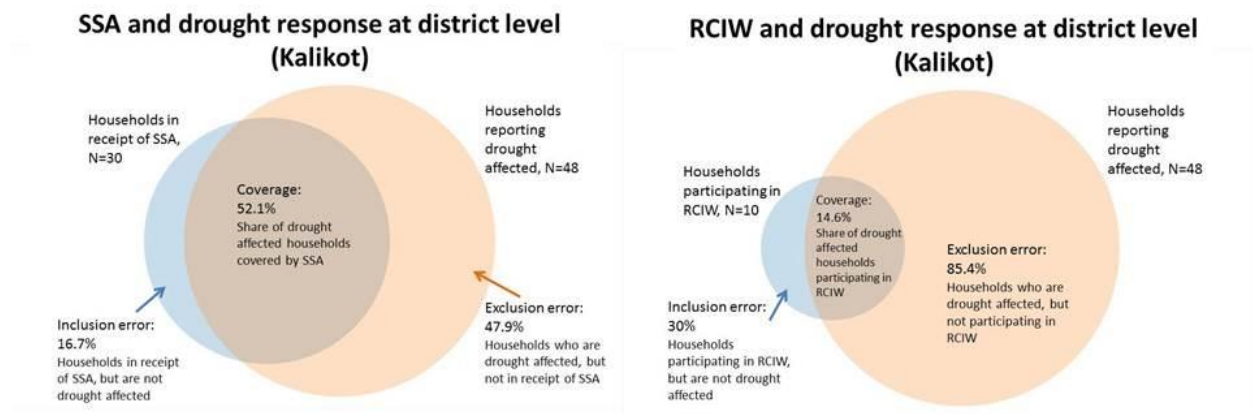 SSA and drought response at district level
(Kalikot)
Households in
receipt of SSA,
N=30
Households
reporting
drought
affected, N=48
Coverage:
52.1%
Share of drought
affected households
covered by SSA
Inclusion error:
16.7%
Households in receipt
of SSA, but are not
drought affected
Exclusion error:
47.9%
Households who are
drought affected, but
not in receipt of SSA
RCIW and drought response at district level
(Kalikot)
Households
participating in
RCIW, N=10
Households
reporting
drought
affected, N=48
Coverage:
14.6%
Share of drought
affected
households
participating in
RCIW
Exclusion error:
85.4%
Households who are
drought affected, but
not participating in
RCIW
Inclusion error:
30%
Households
participating in RCIW,
but are not drought
affected